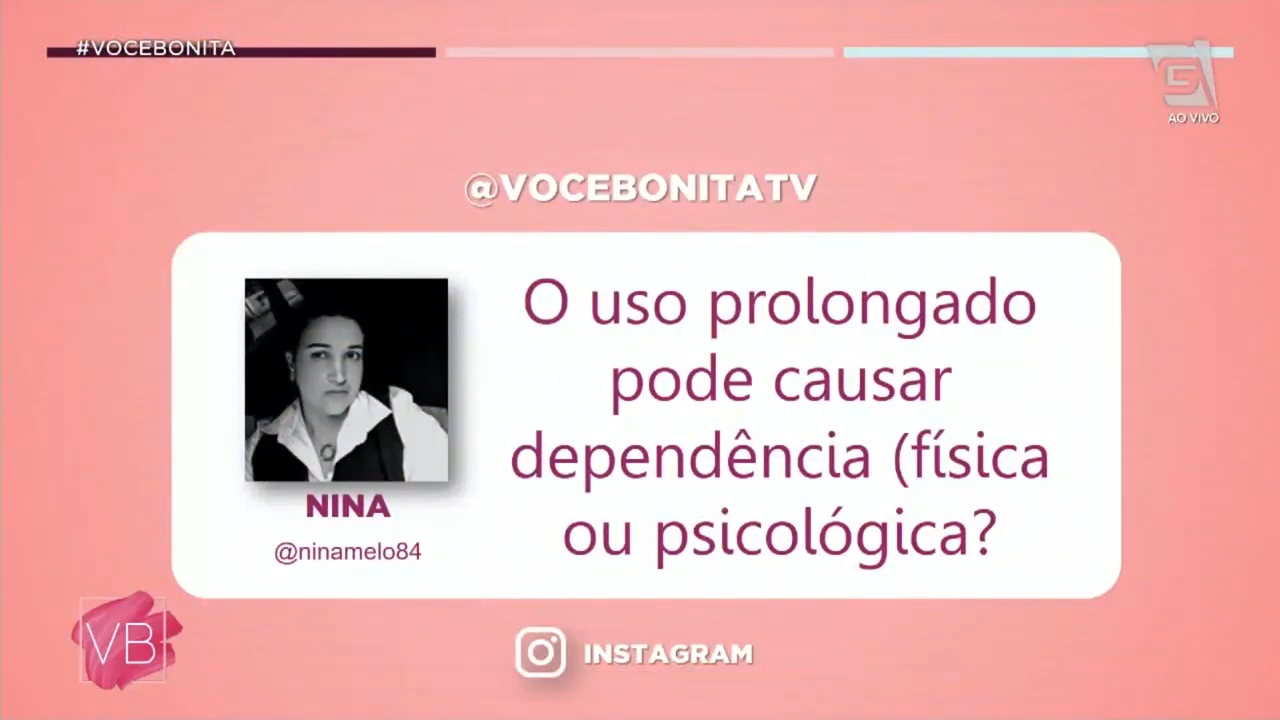 #VOCEBONITA
AO VIVO
@VOCEBONITATV
O uso prolongado
pode causar
dependência (física
ou psicológica?
NINA
@ninamelo84
VB
INSTAGRAM